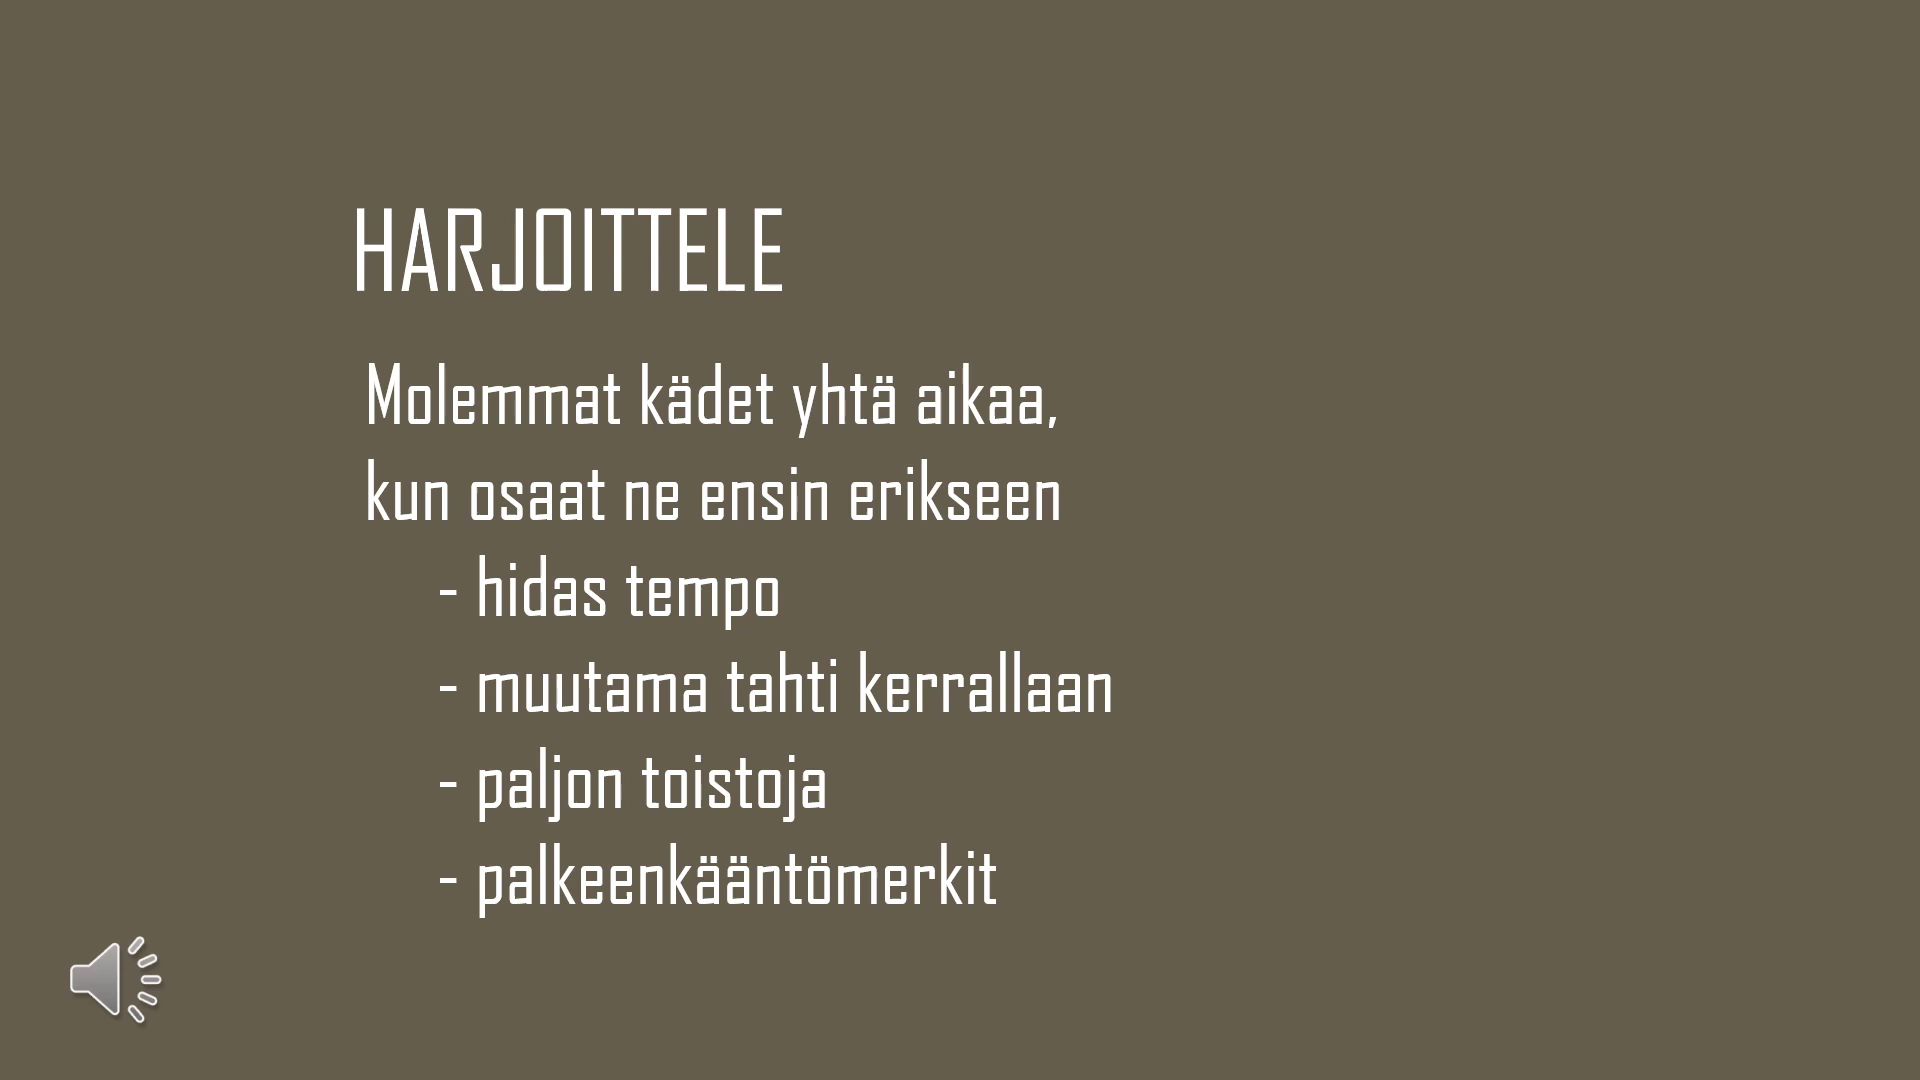 HARJOITTELE
Molemmat kädet yhtä aikaa,
kun osaat ne ensin erikseen
- hidas tempo
- muutama tahti kerrallaan
- paljon toistoja
- palkeenkääntömerkit